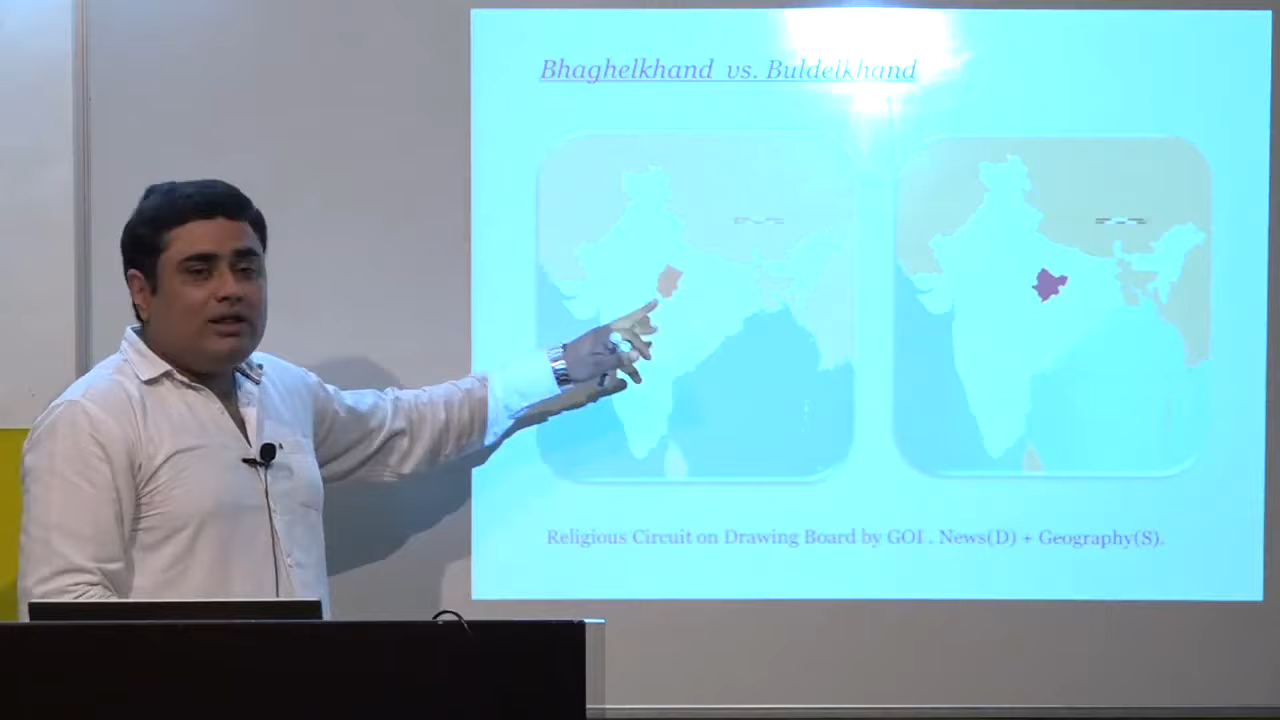 Bhaghelkhand vs. Buldelkhand
Religious Circuit on Drawing Board by GOI . News(D) + Geography(S).